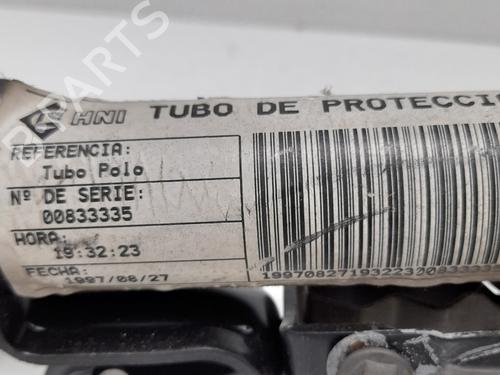 HNI TUBO DE PROTECCIO
REFERENCIA:
Tubo Polo
Nº DE SERIE:
00833335
HORA:
19:32:23
FECHA:
1997/08/27
B-PARTS